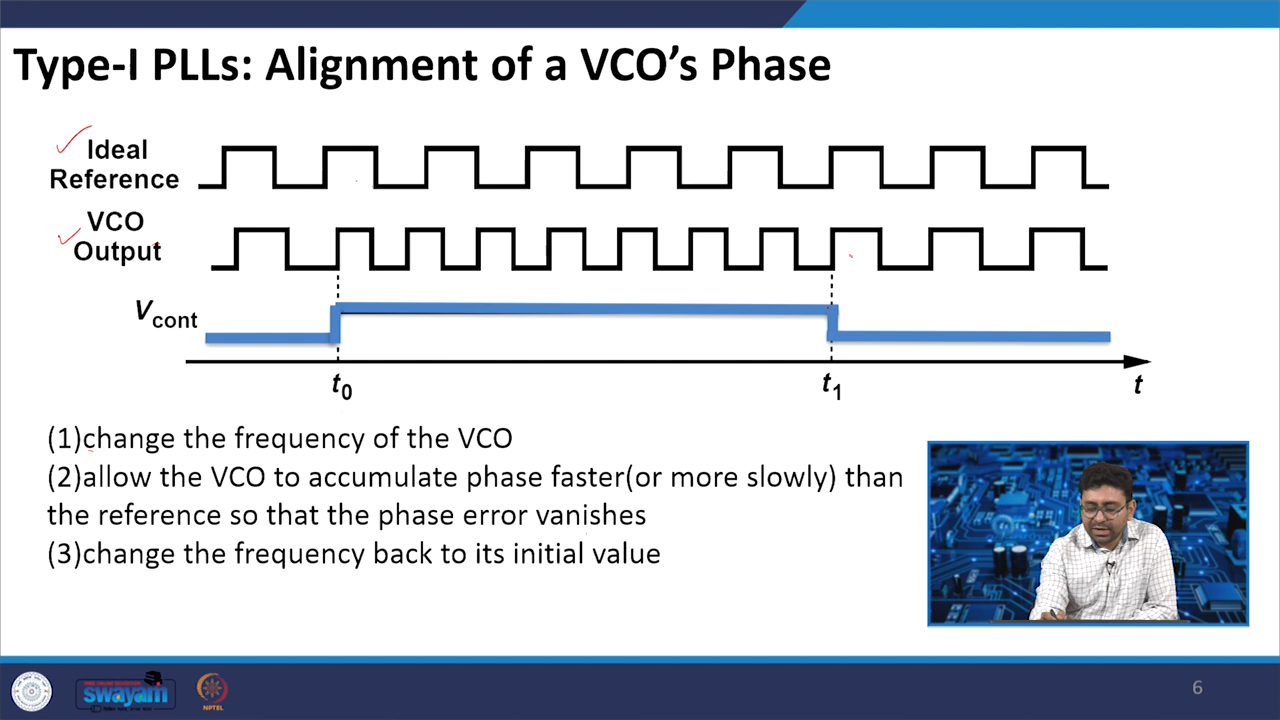 Type-I PLLs: Alignment of a VCO’s Phase
Ideal
Reference
VCO
Output
Vcont
t0
t1
t
(1)change the frequency of the VCO
(2)allow the VCO to accumulate phase faster(or more slowly) than
the reference so that the phase error vanishes
(3)change the frequency back to its initial value
swayam
NPTEL
6